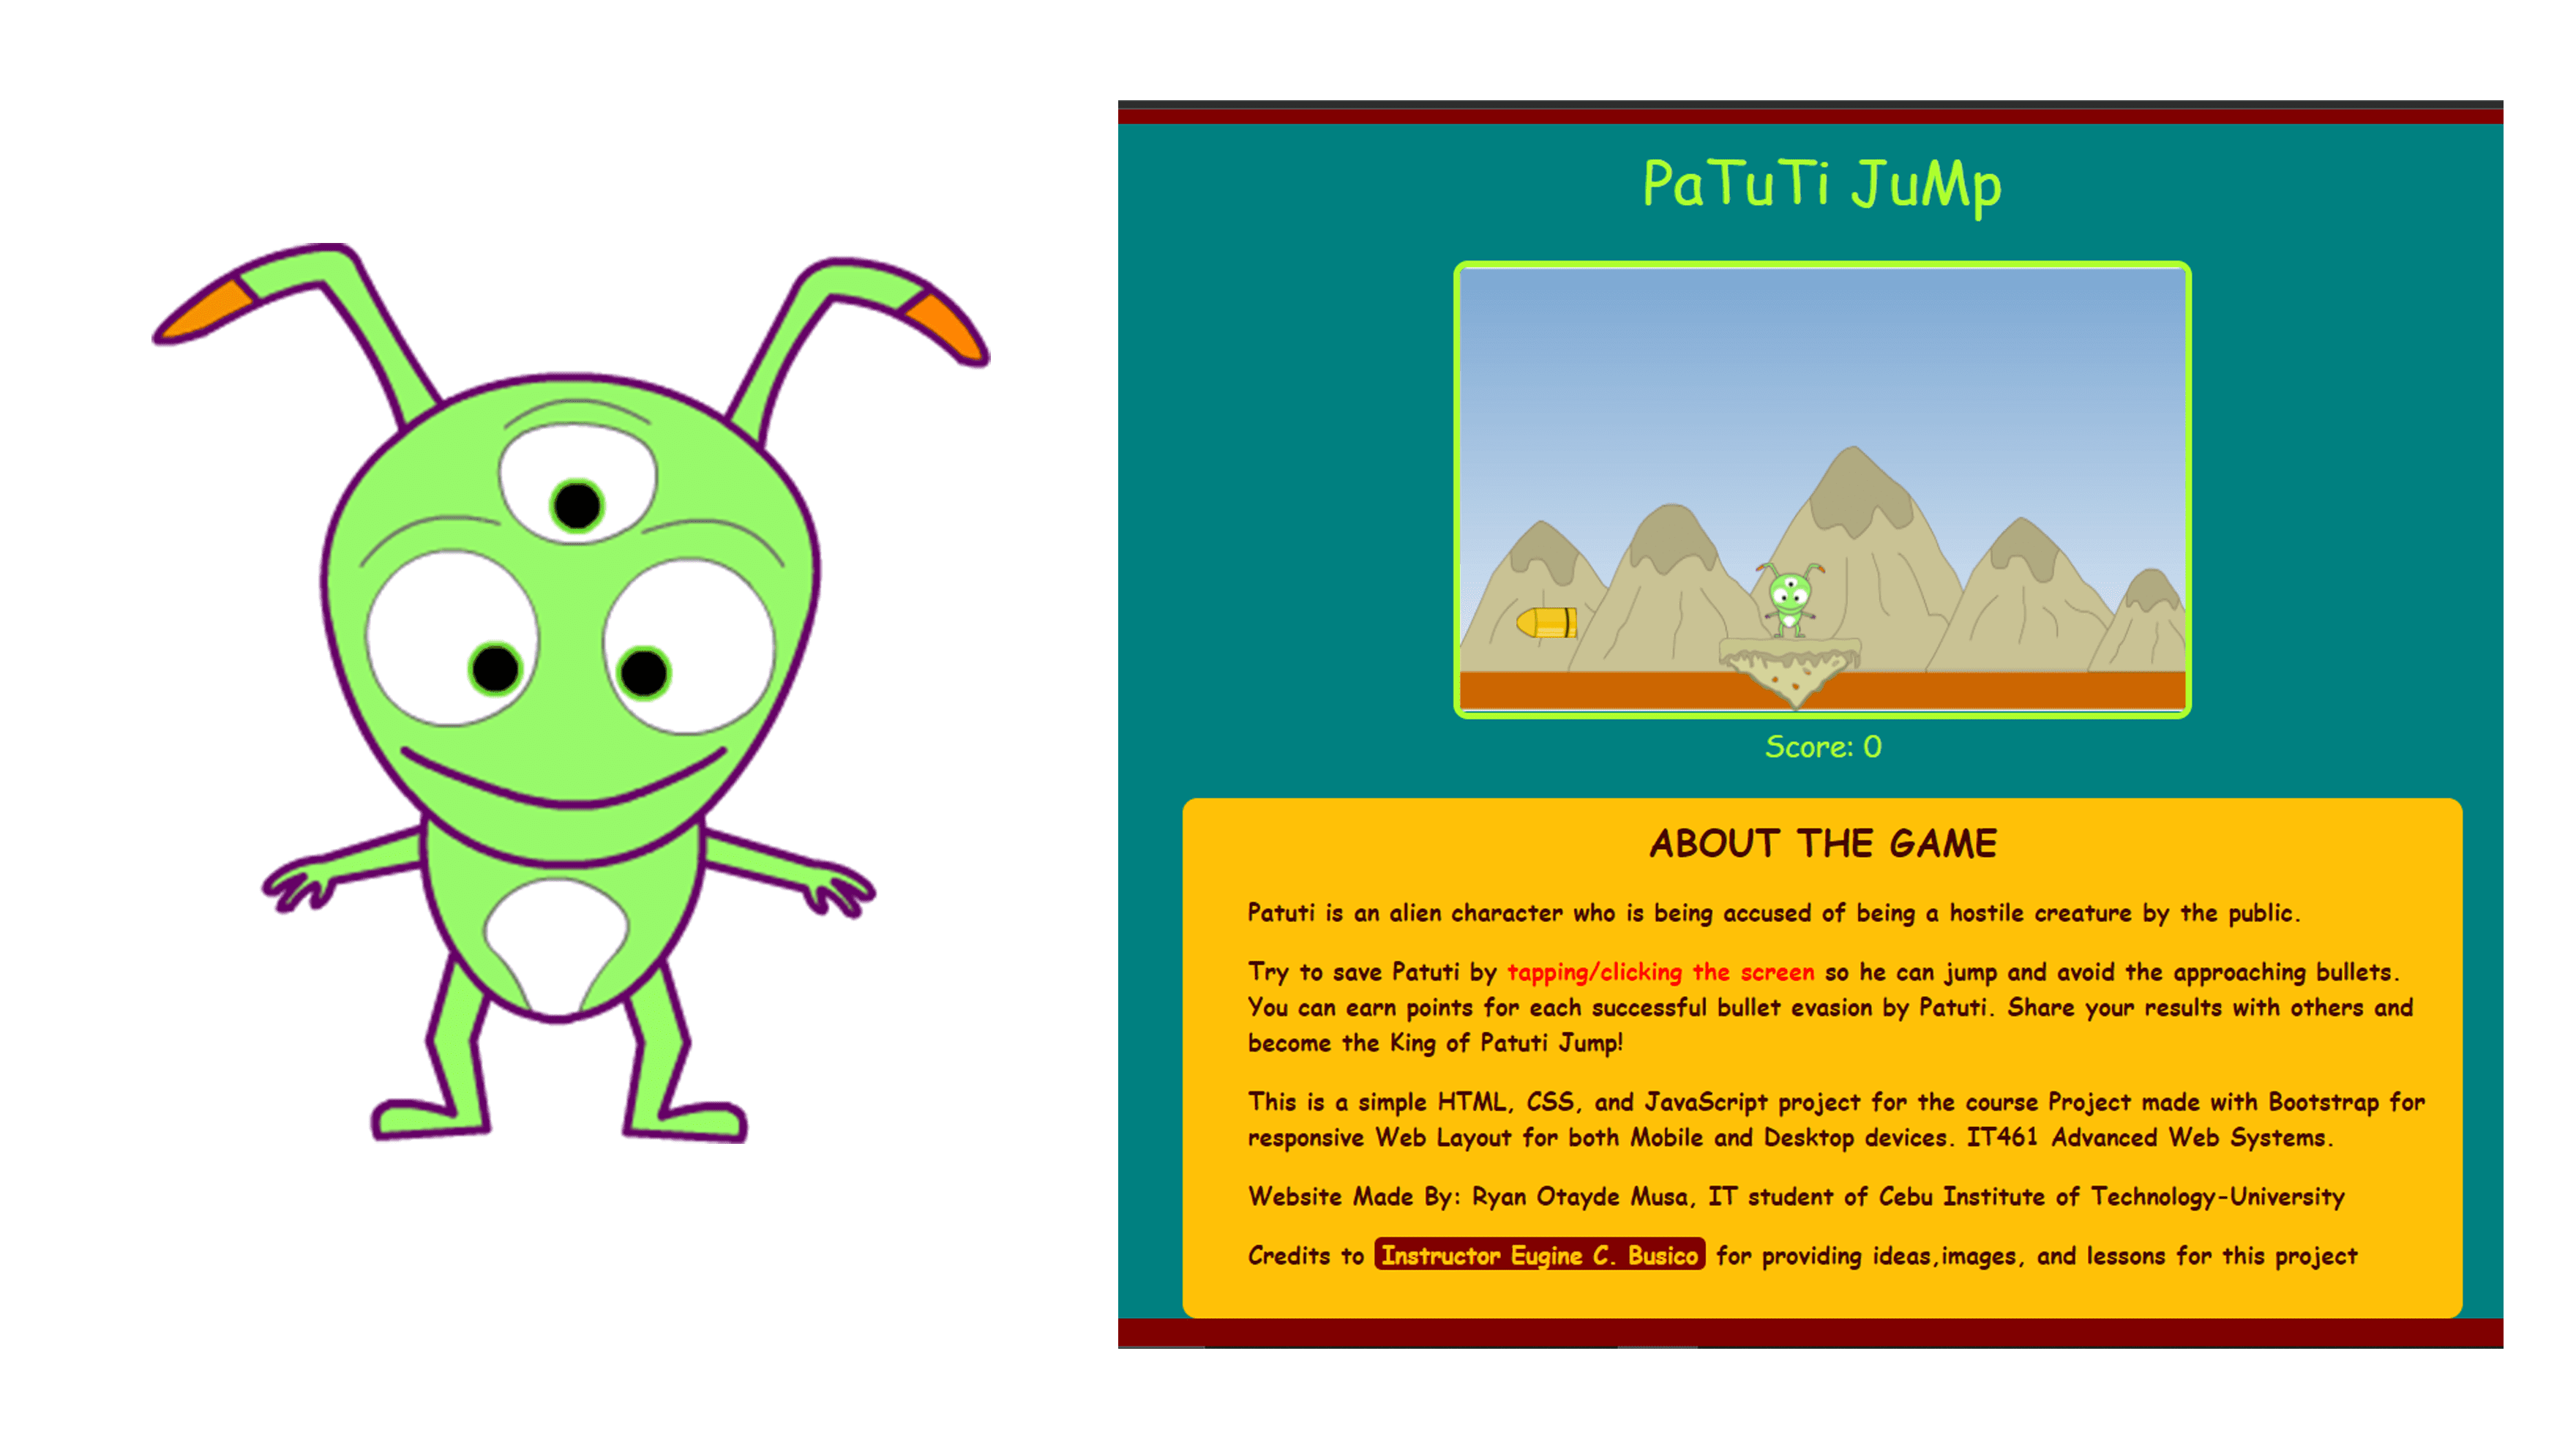 PaTuTi JuMp
Score: 0
ABOUT THE GAME
Patuti is an alien character who is being accused of being a hostile creature by the public.
Try to save Patuti by tapping/clicking the screen so he can jump and avoid the approaching bullets.
You can earn points for each successful bullet evasion by Patuti. Share your results with others and
become the King of Patuti Jump!
This is a simple HTML, CSS, and JavaScript project for the course Project made with Bootstrap for
responsive Web Layout for both Mobile and Desktop devices. IT461 Advanced Web Systems.
Website Made By: Ryan Otayde Musa, IT student of Cebu Institute of Technology-University
Credits to Instructor Eugine C. Busico for providing ideas,images, and lessons for this project